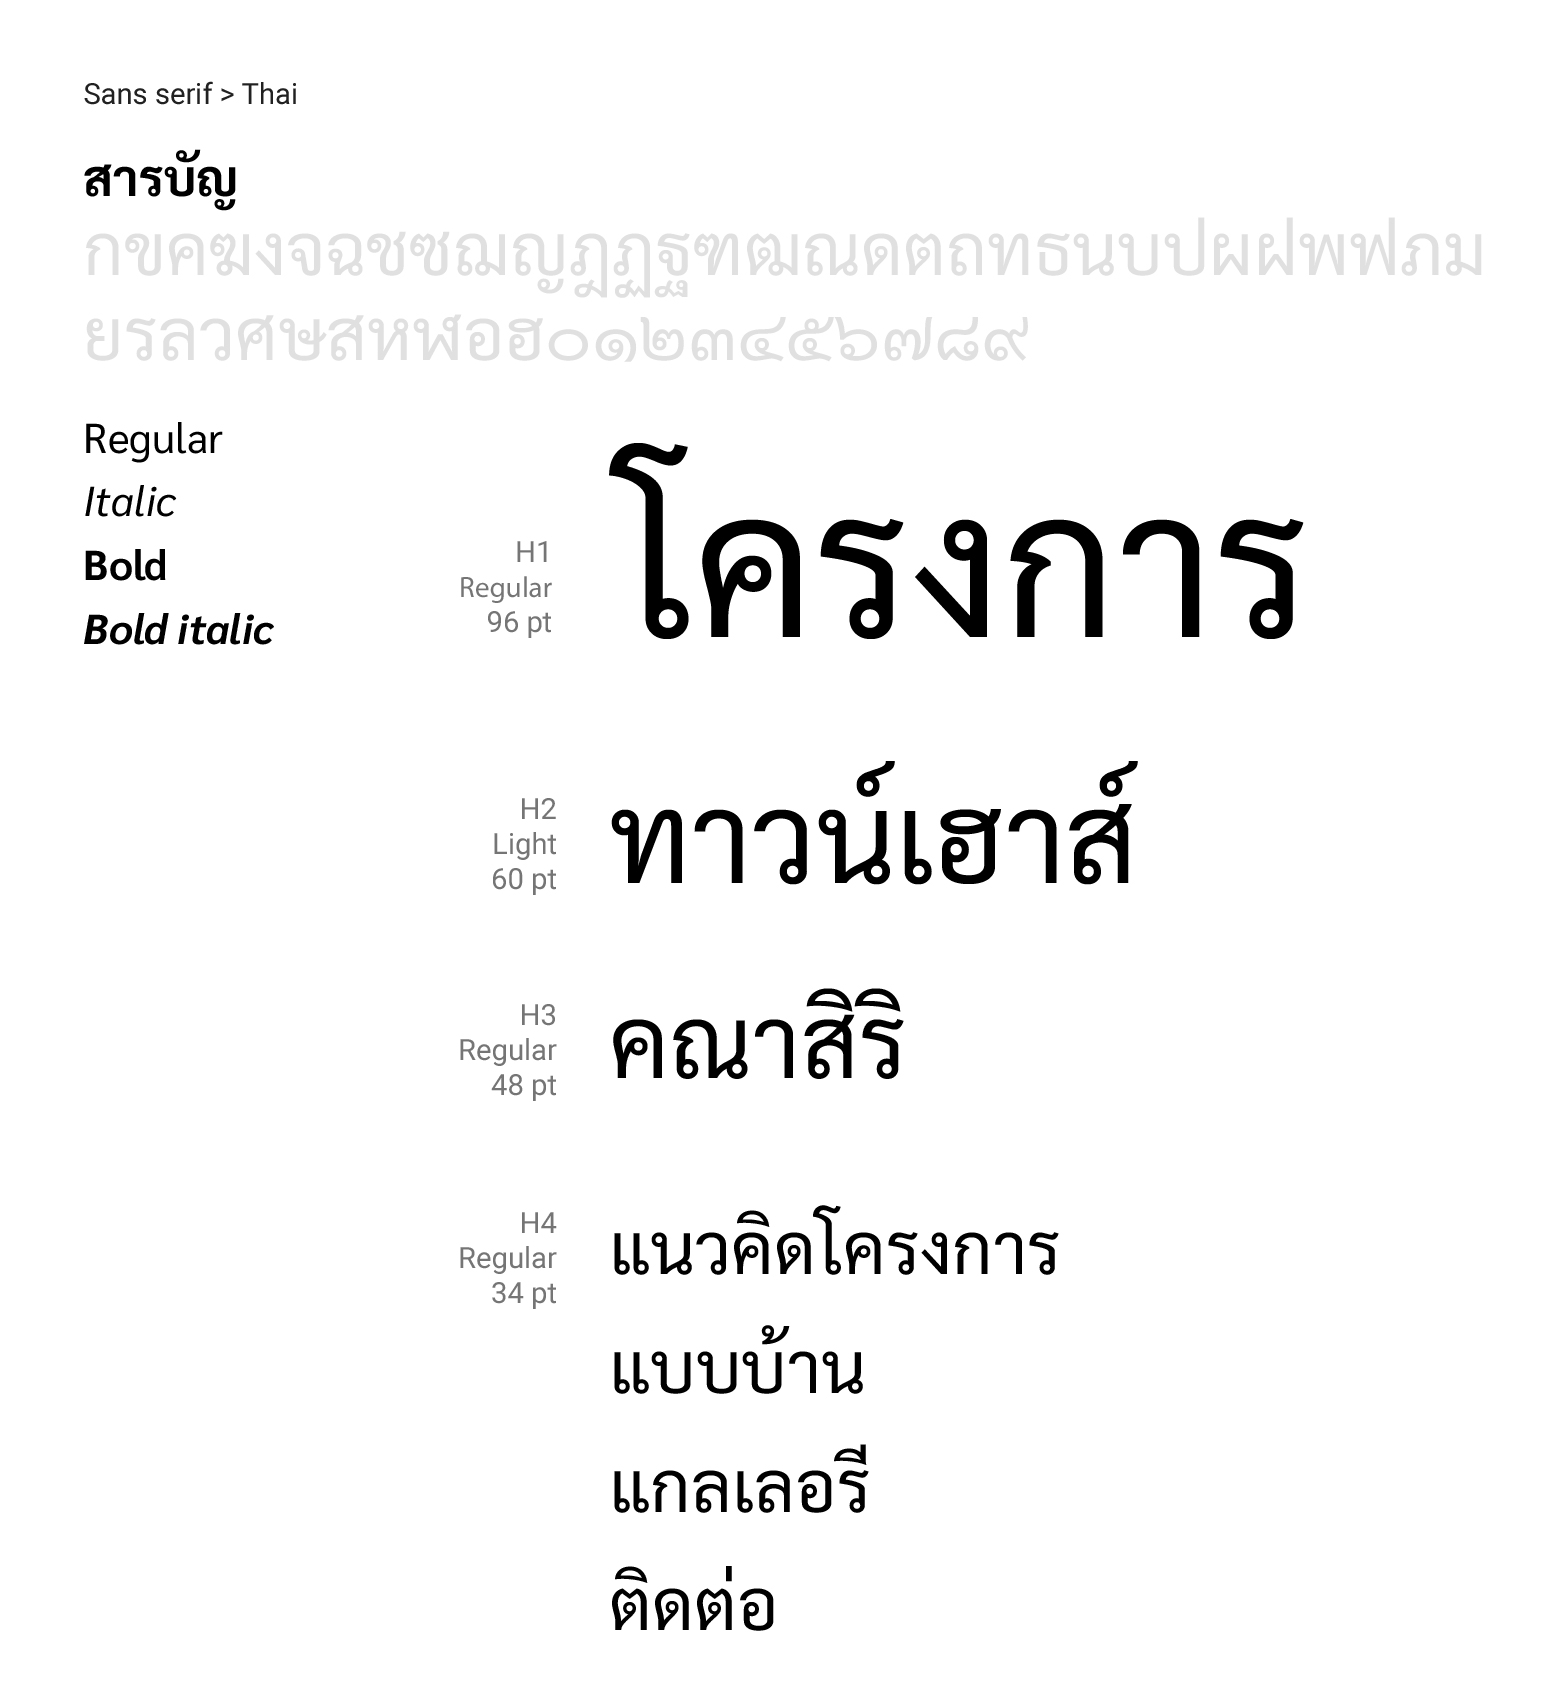 Sans serif > Thai
สารบัญ
กขคฆงจฉชซฌญฎฏฐฑฒณดตถทธนบปผฝพฟภม
ยรลวศษสหฬอฮ๐๑๒๓๔๕๖๗๘๙
Regular
Italic
Bold
Bold italic
H1
Regular
96 pt
โครงการ
H2
Light
60 pt
ทาวน์เฮาส์
H3
Regular
48 pt
คณาสิริ
H4
Regular
34 pt
แนวคิดโครงการ
แบบบ้าน
แกลเลอรี
ติดต่อ